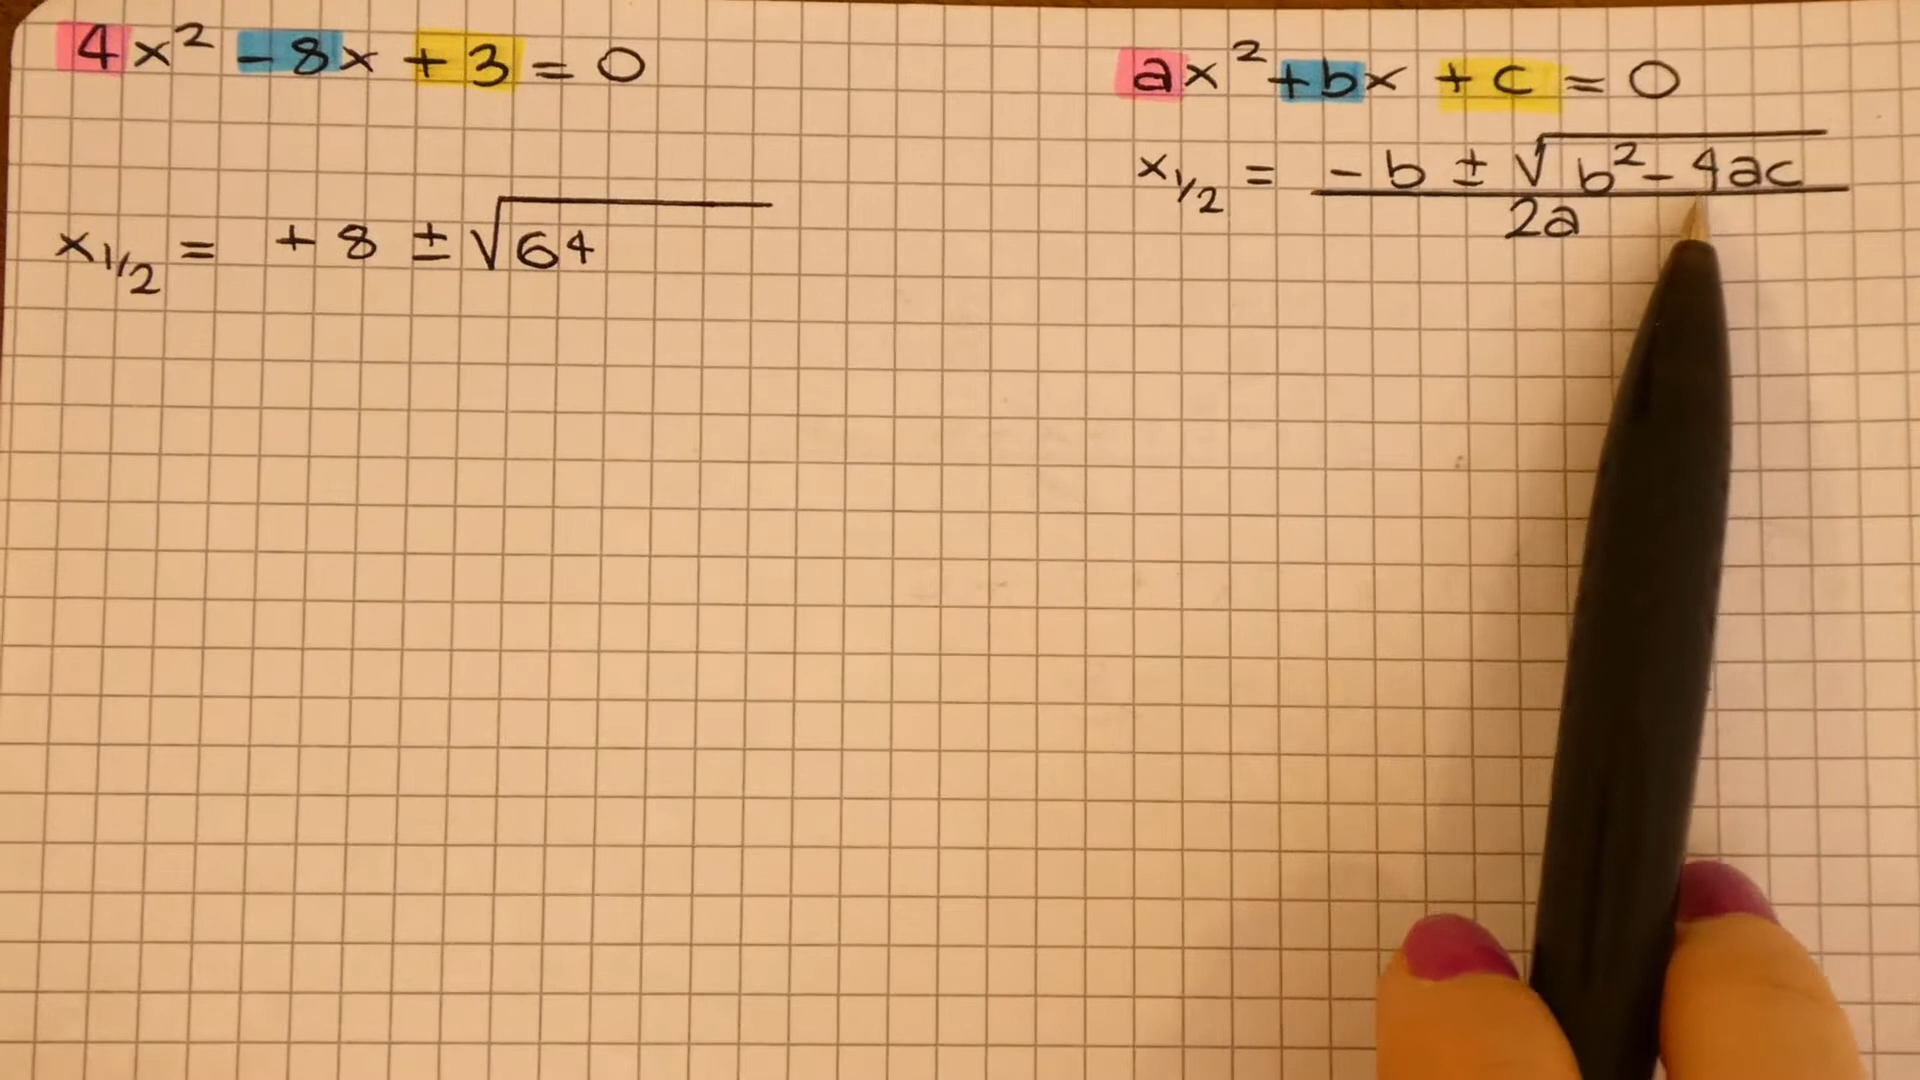 4x² - 8x + 3 = 0
x1/2 = + 8 ± √64
ax² + bx + c = 0
x1/2 = - b ± √b² - 4ac
2a